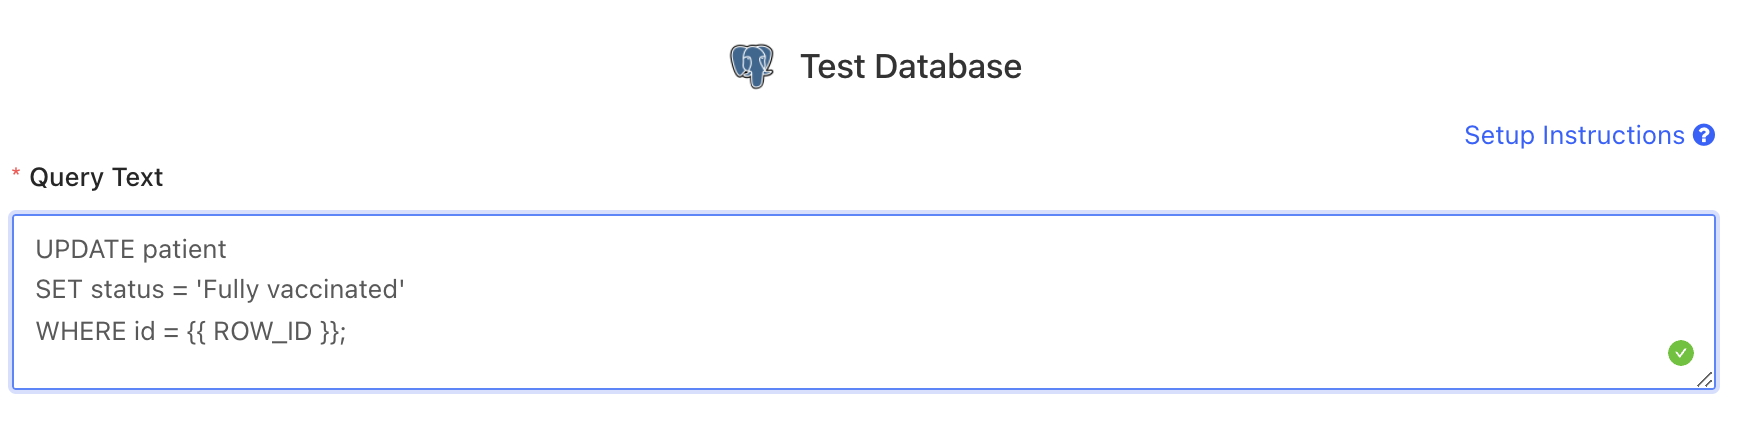 Test Database
Setup Instructions
* Query Text
UPDATE patient
SET status = 'Fully vaccinated'
WHERE id = {{ ROW_ID }};